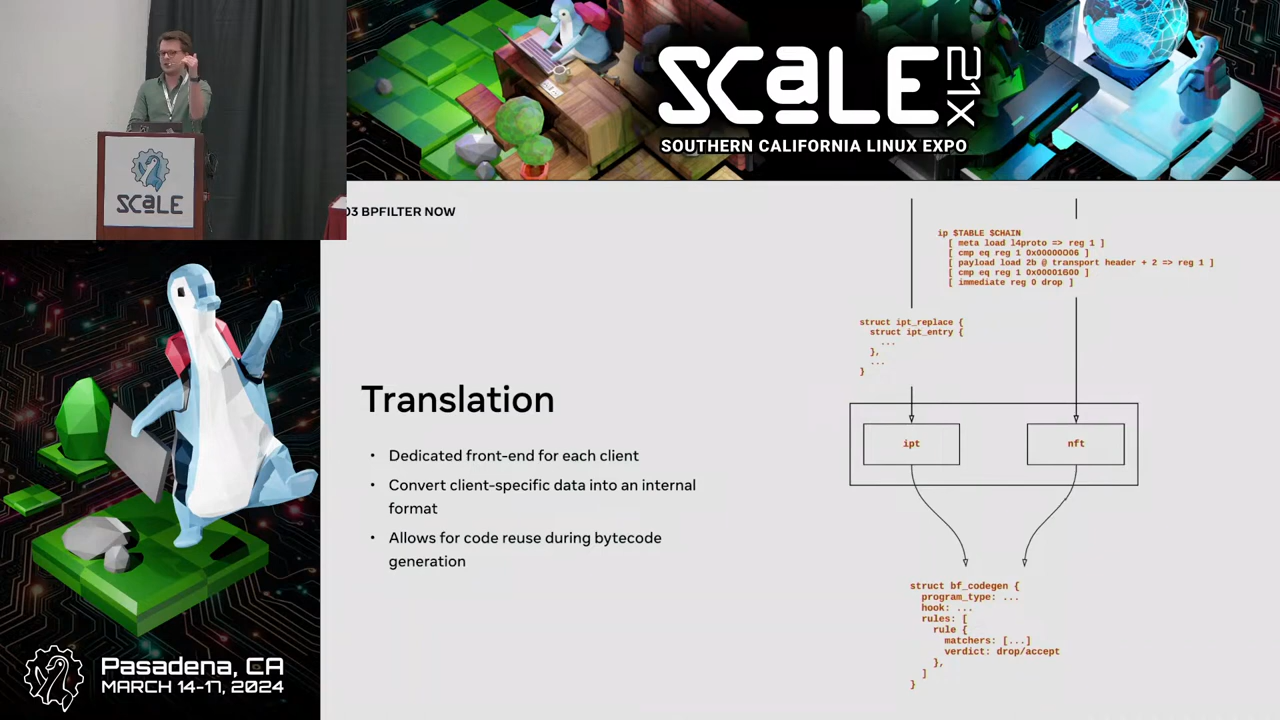 SCALE 21X
SOUTHERN CALIFORNIA LINUX EXPO
SCALE
03 BPFILTER NOW
Translation
• Dedicated front-end for each client
• Convert client-specific data into an internal
format
• Allows for code reuse during bytecode
generation
ip $TABLE $CHAIN
[ meta load l4proto => reg 1 ]
[ cmp eq reg 1 0x00000006 ]
[ payload load 2b @ transport header + 2 => reg 1 ]
[ cmp eq reg 1 0x00001600 ]
[ immediate reg 0 drop ]
struct ipt_replace {
struct ipt_entry {
...
},
...
}
ipt
nft
struct bf_codegen {
program_type: ...
hook: ...
rules: [
rule {
matchers: [...]
verdict: drop/accept
},
]
}
Pasadena, CA
MARCH 14-17, 2024